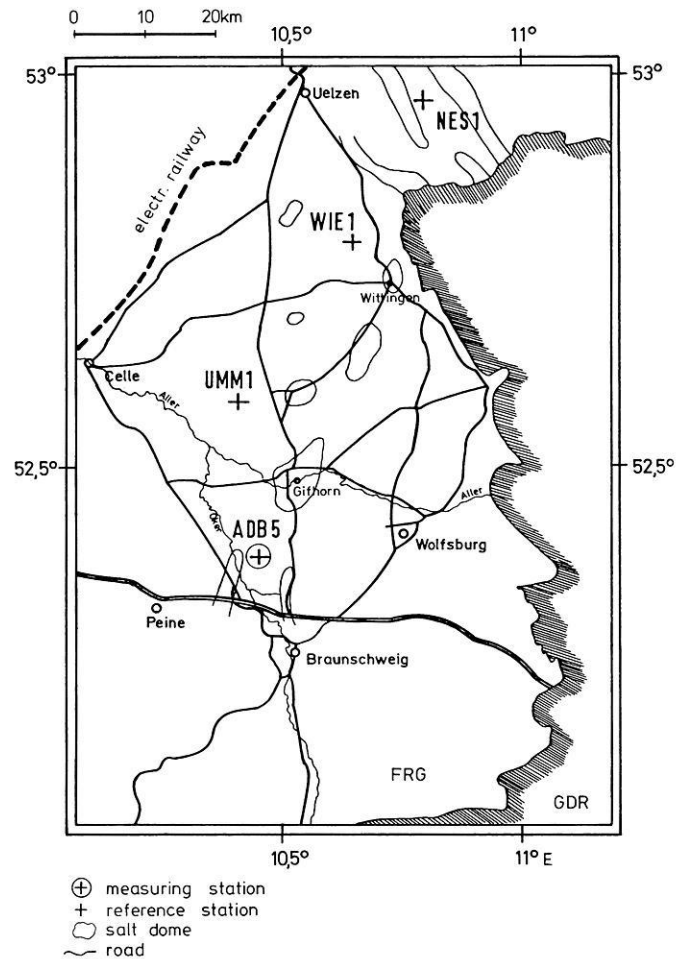 0 10 20km
10,5° 11°
53° 53°
Uelzen
NES1
electr. railway
WIE1
Wittingen
Celle
UMM1
Aller
52,5° 52,5°
Gifhorn
Aller
Oker
ADB5
Wolfsburg
Peine
Braunschweig
FRG
GDR
10,5° 11° E
measuring station
reference station
salt dome
road